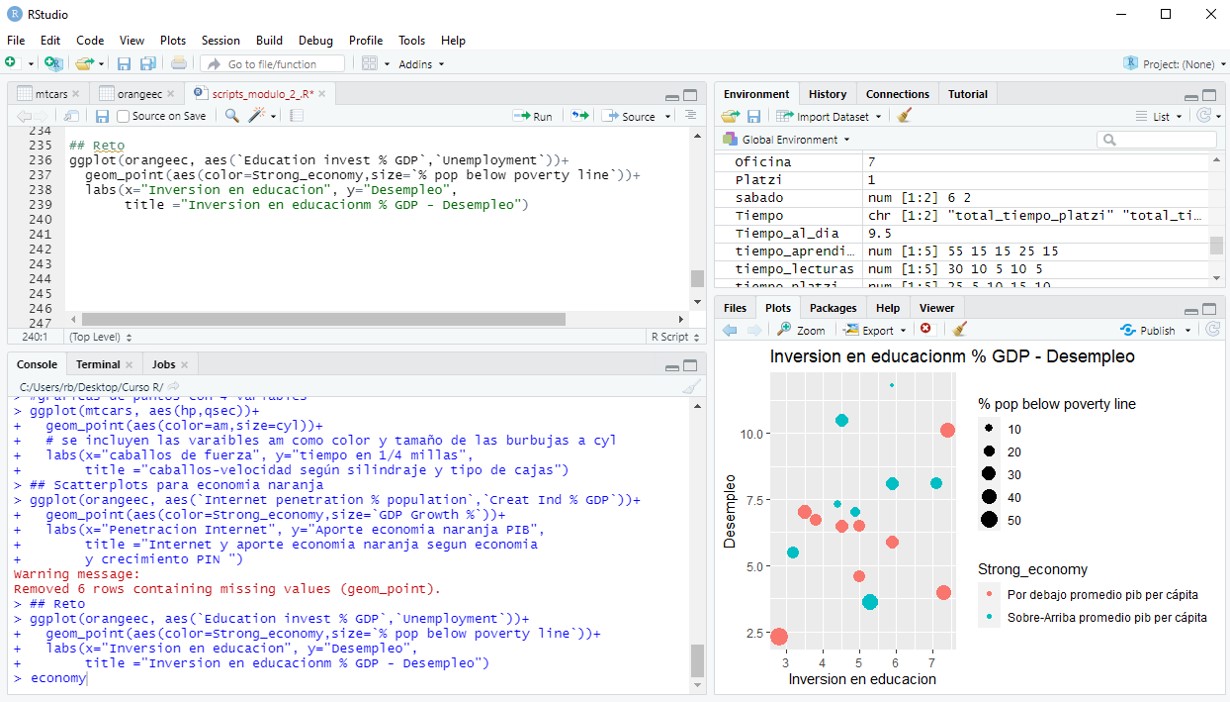 RStudio
File Edit Code View Plots Session Build Debug Profile Tools Help
Go to file/function
Addins
Project: (None)
mtcars
orangeec
scripts_modulo_2_.R*
Source on Save
Run
Source
234
235 ## Reto
236 ggplot(orangeec, aes(`Education invest % GDP`,`Unemployment`))+
237 geom_point(aes(color=Strong_economy,size=`% pop below poverty line`))+
238 labs(x="Inversion en educacion", y="Desempleo",
239 title ="Inversion en educacionm % GDP - Desempleo")
240
241
242
243
244
245
246
247
240:1 (Top Level) R Script
Console Terminal Jobs
C:/Users/rb/Desktop/Curso R/
> #graficas de puntos con 4 variables
> ggplot(mtcars, aes(hp,qsec))+
+ geom_point(aes(color=am,size=cyl))+
+ # se incluyen las varaibles am como color y tamaño de las burbujas a cyl
+ labs(x="caballos de fuerza", y="tiempo en 1/4 millas",
+ title ="caballos-velocidad según silindraje y tipo de cajas")
> ## Scatterplots para economia naranja
> ggplot(orangeec, aes(`Internet penetration % population`,`Creat Ind % GDP`))+
+ geom_point(aes(color=Strong_economy,size=`GDP Growth %`))+
+ labs(x="Penetracion Internet", y="Aporte economia naranja PIB",
+ title ="Internet y aporte economia naranja segun economia
+ y crecimiento PIN ")
Warning message:
Removed 6 rows containing missing values (geom_point).
> ## Reto
> ggplot(orangeec, aes(`Education invest % GDP`,`Unemployment`))+
+ geom_point(aes(color=Strong_economy,size=`% pop below poverty line`))+
+ labs(x="Inversion en educacion", y="Desempleo",
+ title ="Inversion en educacionm % GDP - Desempleo")
> economy
Environment History Connections Tutorial
Import Dataset
List
Global Environment
Oficina 7
Platzi 1
sabado num [1:2] 6 2
Tiempo chr [1:2] "total_tiempo_platzi" "total_ti…
Tiempo_al_dia 9.5
tiempo_aprendi… num [1:5] 55 15 15 25 15
tiempo_lecturas num [1:5] 30 10 5 10 5
tiempo_platzi num [1:5] 25 5 10 15 10
Files Plots Packages Help Viewer
Zoom Export Publish
Inversion en educacionm % GDP - Desempleo
10.0
7.5
5.0
2.5
Desempleo
3 4 5 6 7
Inversion en educacion
% pop below poverty line
10
20
30
40
50
Strong_economy
Por debajo promedio pib per cápita
Sobre-Arriba promedio pib per cápita